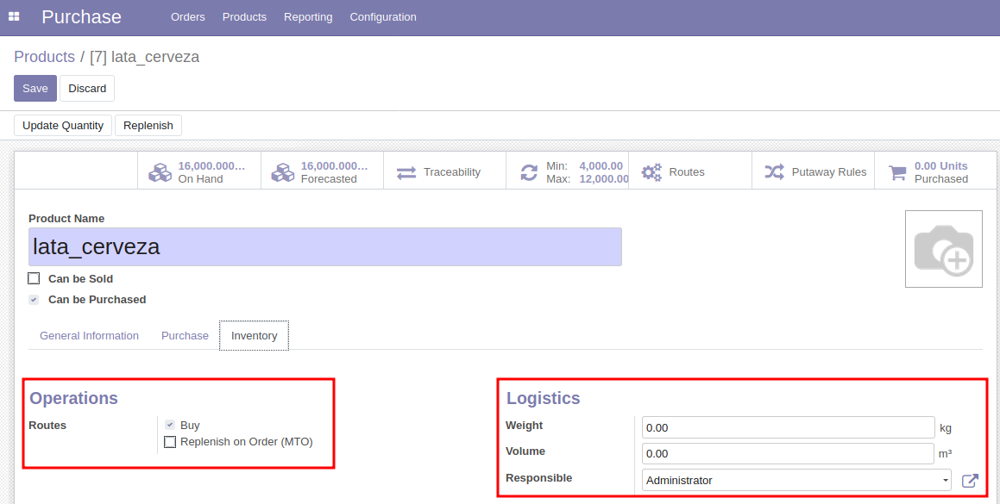 Purchase Orders Products Reporting Configuration
Products / [7] lata_cerveza
Save Discard
Update Quantity Replenish
16,000.000... On Hand
16,000.000... Forecasted
Traceability
Min: 4,000.00
Max: 12,000.00
Routes
Putaway Rules
0.00 Units Purchased
Product Name
lata_cerveza
Can be Sold
Can be Purchased
General Information Purchase Inventory
Operations
Routes Buy
Replenish on Order (MTO)
Logistics
Weight 0.00 kg
Volume 0.00 m³
Responsible Administrator